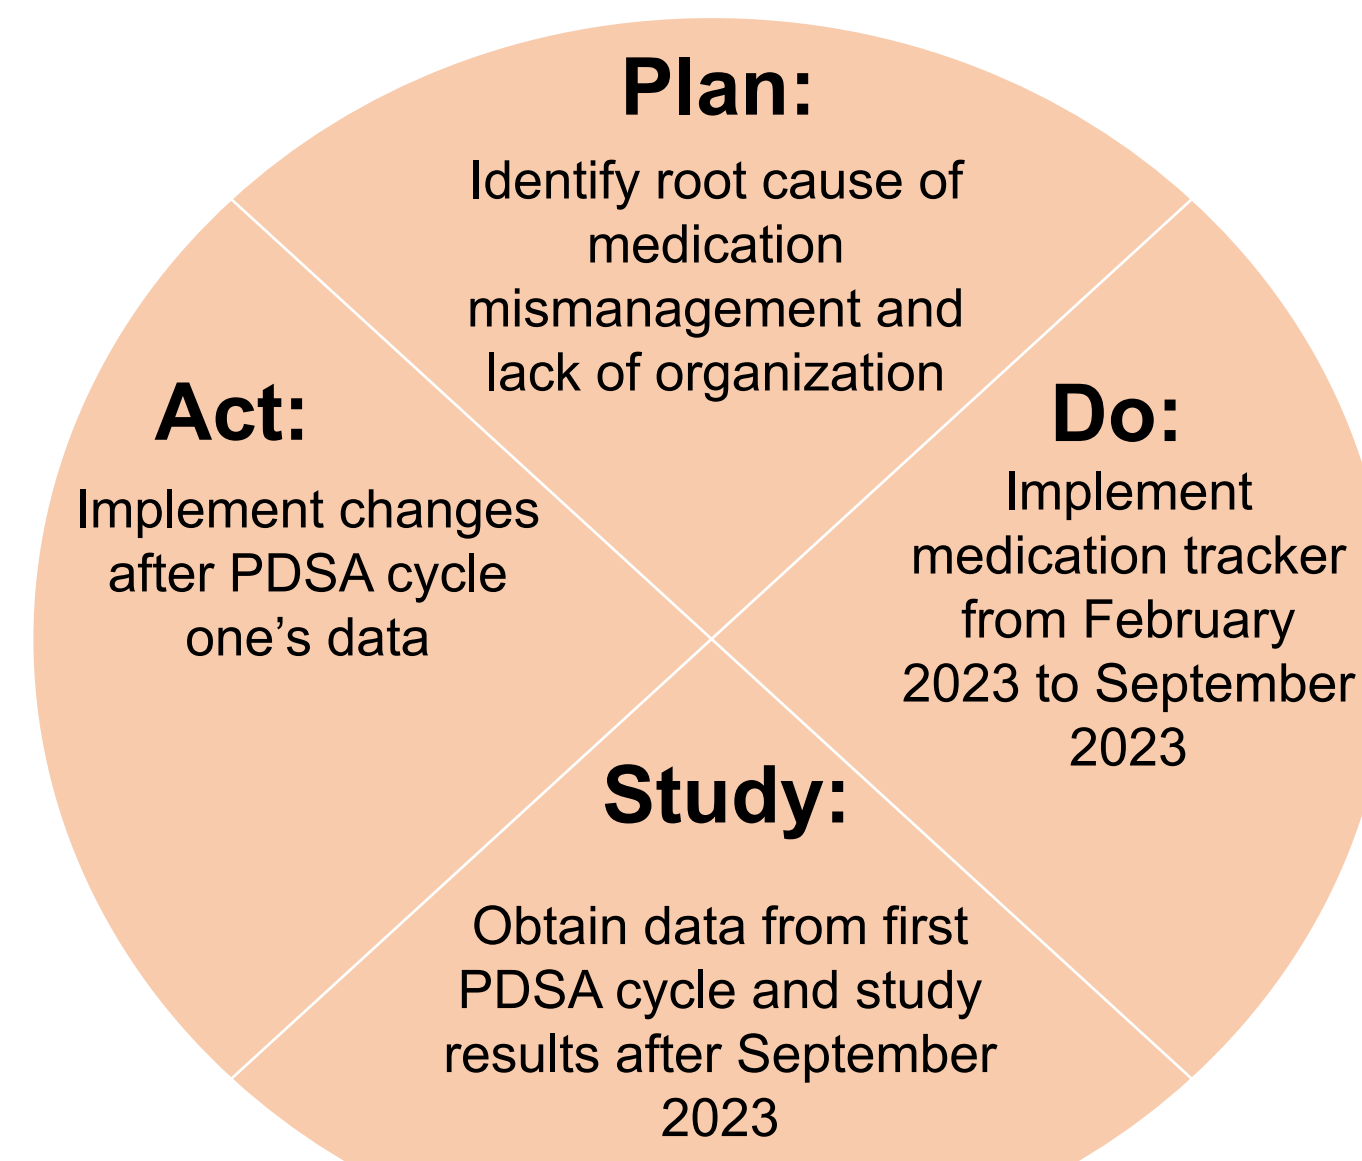 Plan:
Identify root cause of
medication
mismanagement and
lack of organization
Do:
Implement
medication tracker
from February
2023 to September
2023
Study:
Obtain data from first
PDSA cycle and study
results after September
2023
Act:
Implement changes
after PDSA cycle
one’s data